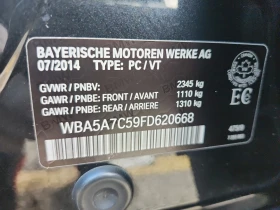 BAYERISCHE MOTOREN WERKE AG
07/2014 TYPE: PC / VT
GVWR / PNBV: 2345 kg
GAWR / PNBE: FRONT / AVANT 1110 kg
GAWR / PNBE: REAR / ARRIERE 1310 kg
EC
WBA5A7C59FD620668